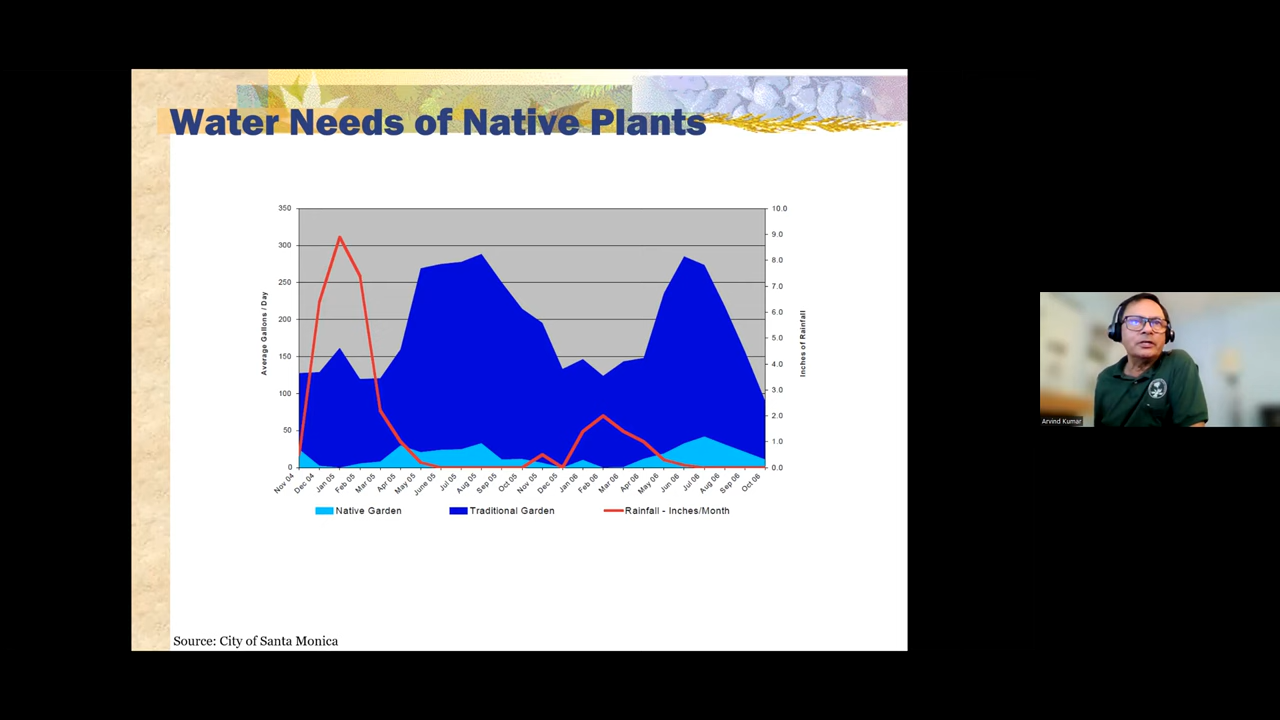 Water Needs of Native Plants
350
300
250
200
150
100
50
0
Average Gallons / Day
10.0
9.0
8.0
7.0
6.0
5.0
4.0
3.0
2.0
1.0
0.0
Inches of Rainfall
Nov 04
Dec 04
Jan 05
Feb 05
Mar 05
Apr 05
May 05
June 05
July 05
Aug 05
Sep 05
Oct 05
Nov 05
Dec 05
Jan 06
Feb 06
Mar 06
Apr 06
May 06
Jun 06
Jul 06
Aug 06
Sep 06
Oct 06
Native Garden
Traditional Garden
Rainfall - Inches/Month
Source: City of Santa Monica
Arvind Kumar